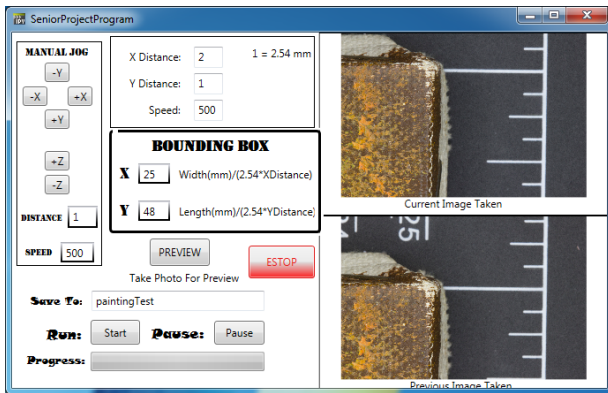 SeniorProjectProgram
MANUAL JOG
-Y
-X
+X
+Y
+Z
-Z
DISTANCE 1
SPEED 500
X Distance: 2
1 = 2.54 mm
Y Distance: 1
Speed: 500
BOUNDING BOX
X 25 Width(mm)/(2.54*XDistance)
Y 48 Length(mm)/(2.54*YDistance)
PREVIEW
ESTOP
Take Photo For Preview
Save To: paintingTest
Run: Start Pause: Pause
Progress:
Current Image Taken
25
Previous Image Taken